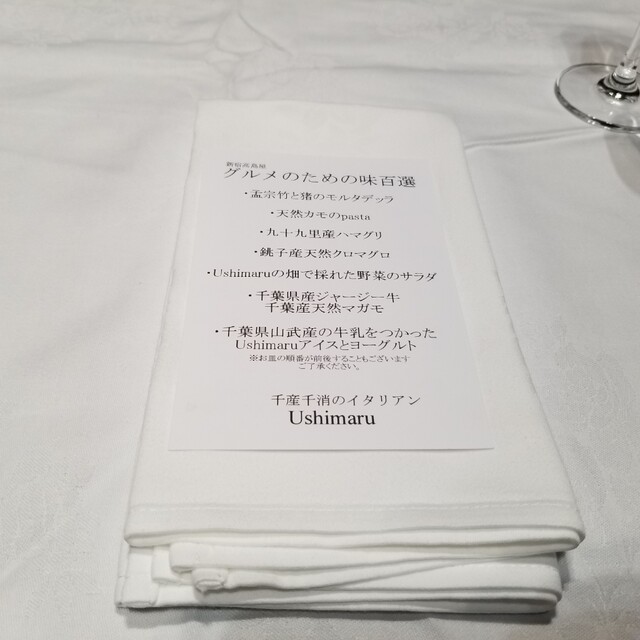 新宿高島屋
グルメのための味百選
・孟宗竹と猪のモルタデッラ
・天然カモのpasta
・九十九里産ハマグリ
・銚子産天然クロマグロ
・Ushimaruの畑で採れた野菜のサラダ
・千葉県産ジャージー牛
千葉産天然マガモ
・千葉県山武産の牛乳をつかった
Ushimaruアイスとヨーグルト
※お皿の順番が前後することもございます
ご了承ください。
千産千消のイタリアン
Ushimaru